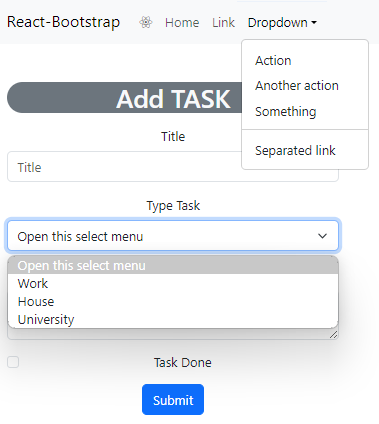 React-Bootstrap Home Link Dropdown
Action
Another action
Something
Separated link
Add TASK
Title
Title
Type Task
Open this select menu
Open this select menu
Work
House
University
Task Done
Submit